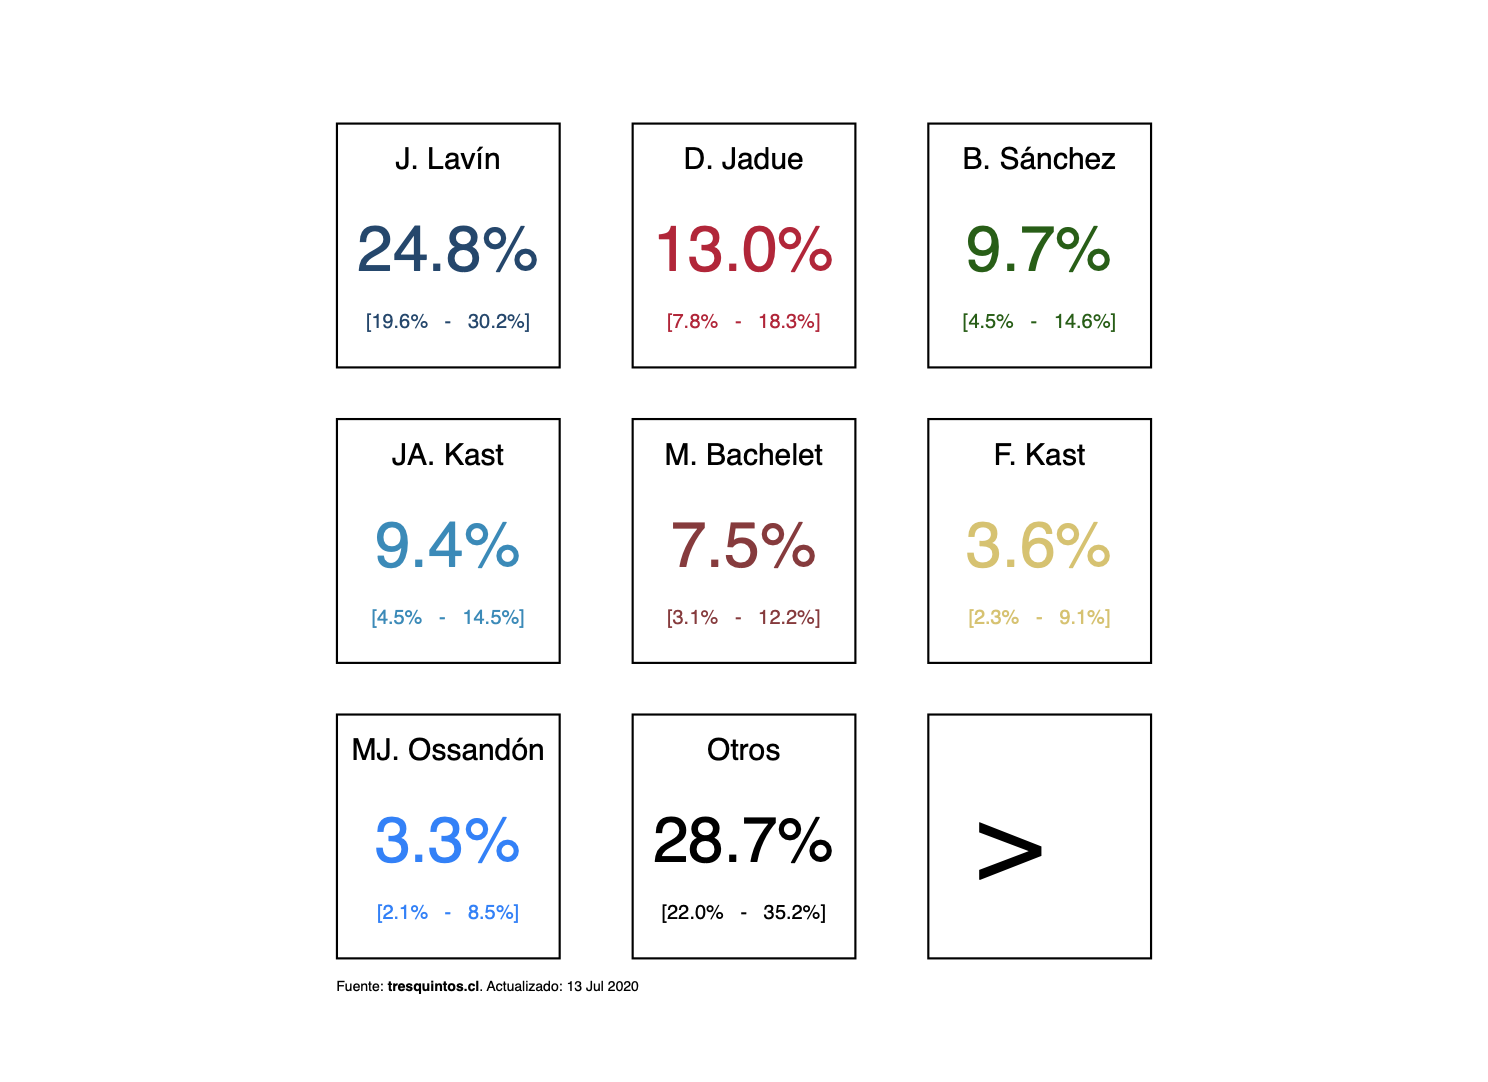 J. Lavín
24.8%
[19.6% - 30.2%]
D. Jadue
13.0%
[7.8% - 18.3%]
B. Sánchez
9.7%
[4.5% - 14.6%]
JA. Kast
9.4%
[4.5% - 14.5%]
M. Bachelet
7.5%
[3.1% - 12.2%]
F. Kast
3.6%
[2.3% - 9.1%]
MJ. Ossandón
3.3%
[2.1% - 8.5%]
Otros
28.7%
[22.0% - 35.2%]
>
Fuente: tresquintos.cl. Actualizado: 13 Jul 2020